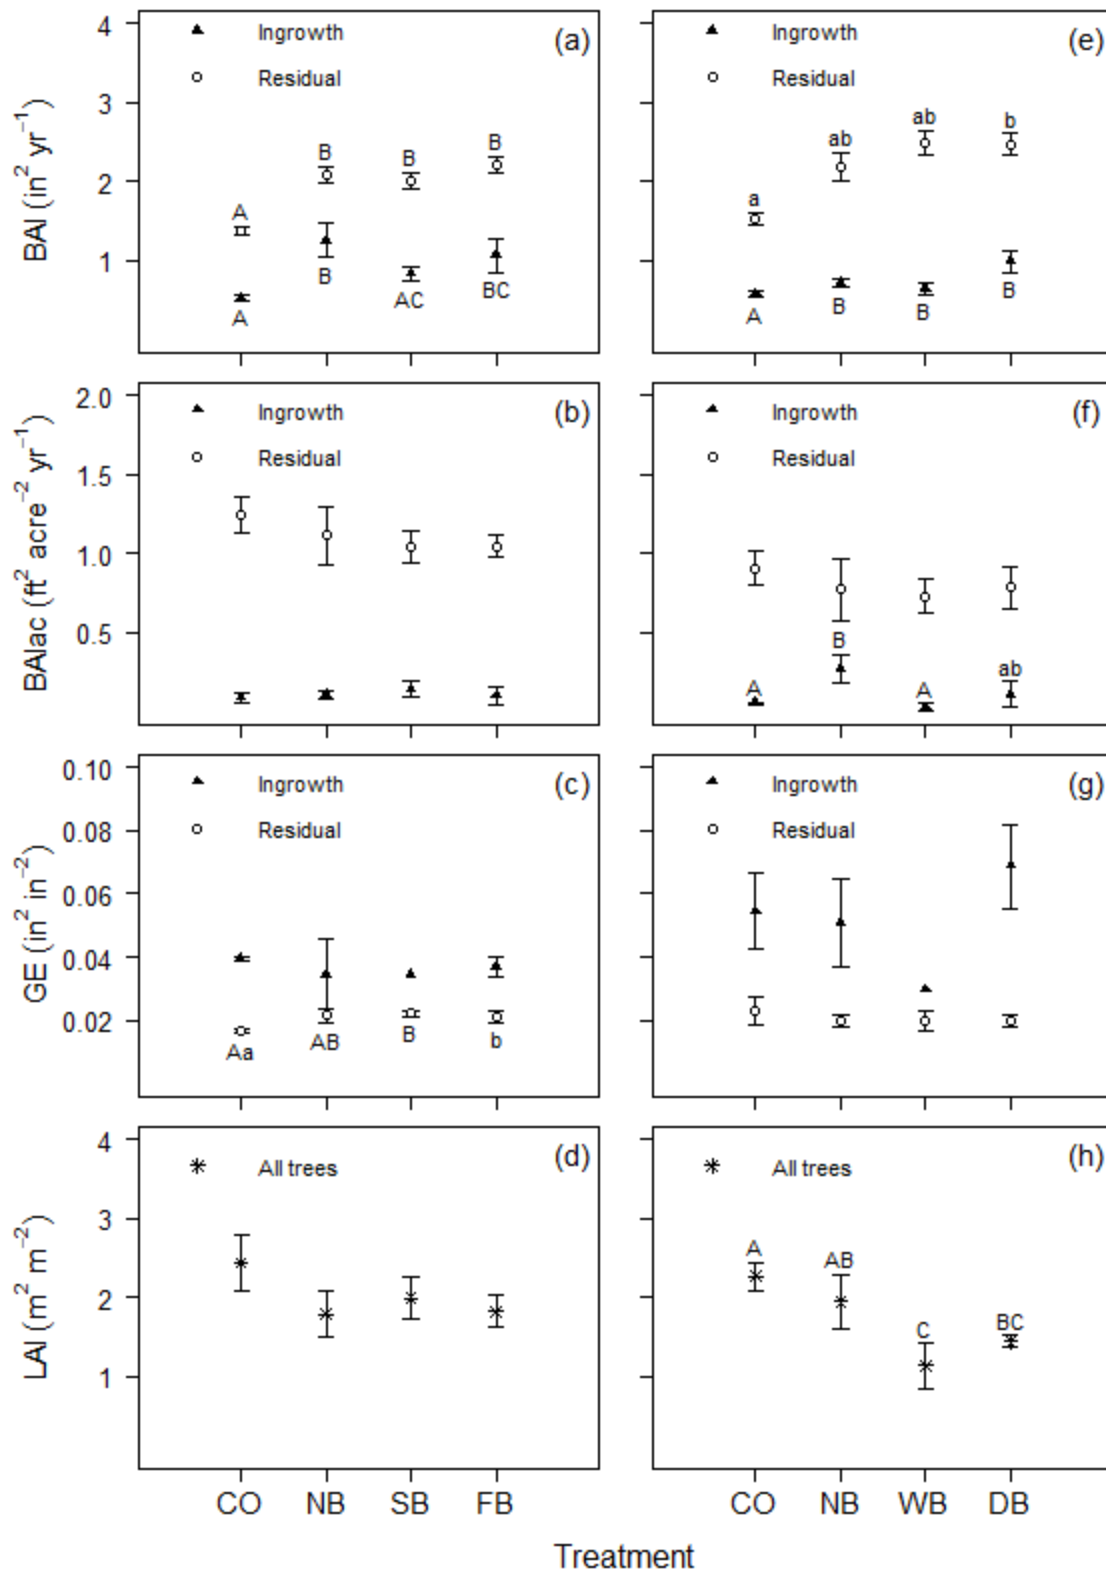 BAI (in² yr⁻¹)
4
3
2
1
Ingrowth
Residual
(a)
A
B
B
B
A
B
AC
BC
Ingrowth
Residual
(e)
a
ab
ab
b
A
B
B
B
BAIac (ft² acre⁻² yr⁻¹)
2.0
1.5
1.0
0.5
Ingrowth
Residual
(b)
Ingrowth
Residual
(f)
A
B
A
ab
GE (in² in⁻²)
0.10
0.08
0.06
0.04
0.02
Ingrowth
Residual
(c)
Aa
AB
B
b
Ingrowth
Residual
(g)
LAI (m² m⁻²)
4
3
2
1
All trees
(d)
All trees
(h)
A
AB
C
BC
CO NB SB FB
CO NB WB DB
Treatment